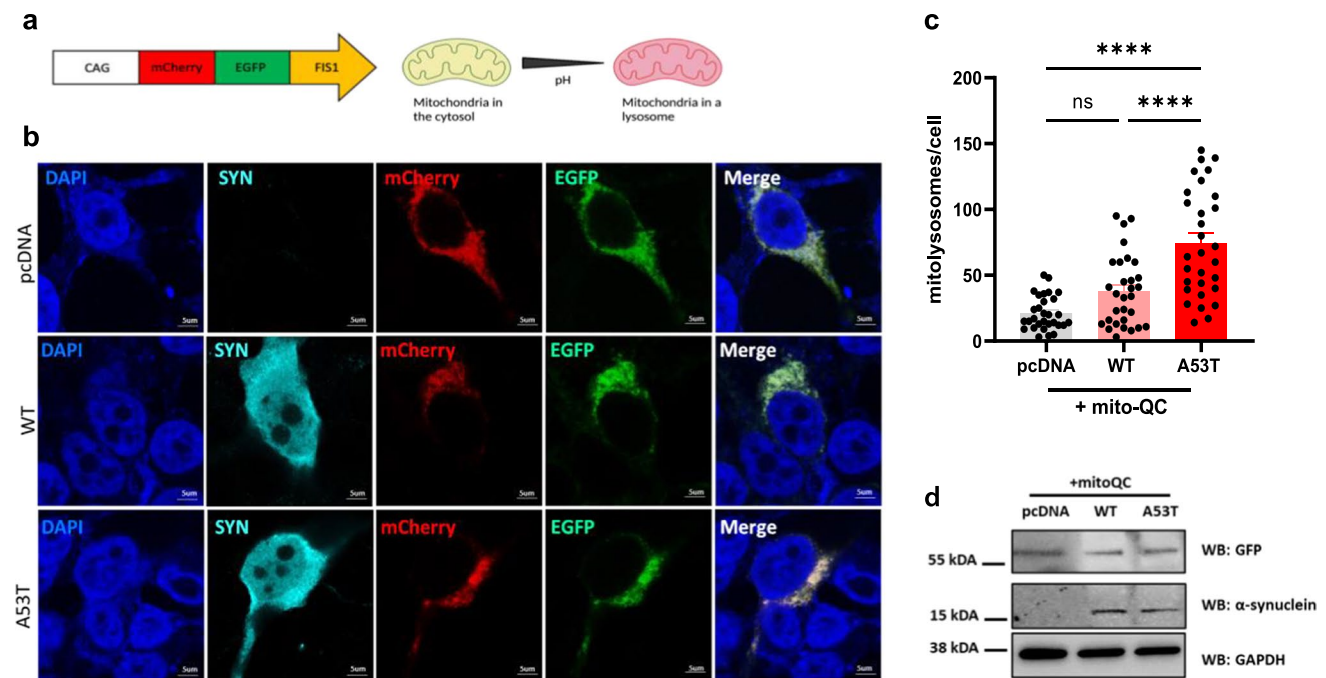 a
CAG
mCherry
EGFP
FIS1
pH
Mitochondria in
the cytosol
Mitochondria in a
lysosome
b
DAPI
SYN
mCherry
EGFP
Merge
pcDNA
5um
5um
5um
5um
5um
DAPI
SYN
mCherry
EGFP
Merge
WT
5um
5um
5um
5um
5um
DAPI
SYN
mCherry
EGFP
Merge
A53T
5um
5um
5um
5um
5um
c
****
ns
****
200
150
100
50
0
mitolysosomes/cell
pcDNA
WT
A53T
+ mito-QC
d
+mitoQC
pcDNA
WT
A53T
55 kDA
WB: GFP
15 kDA
WB: α-synuclein
38 kDA
WB: GAPDH